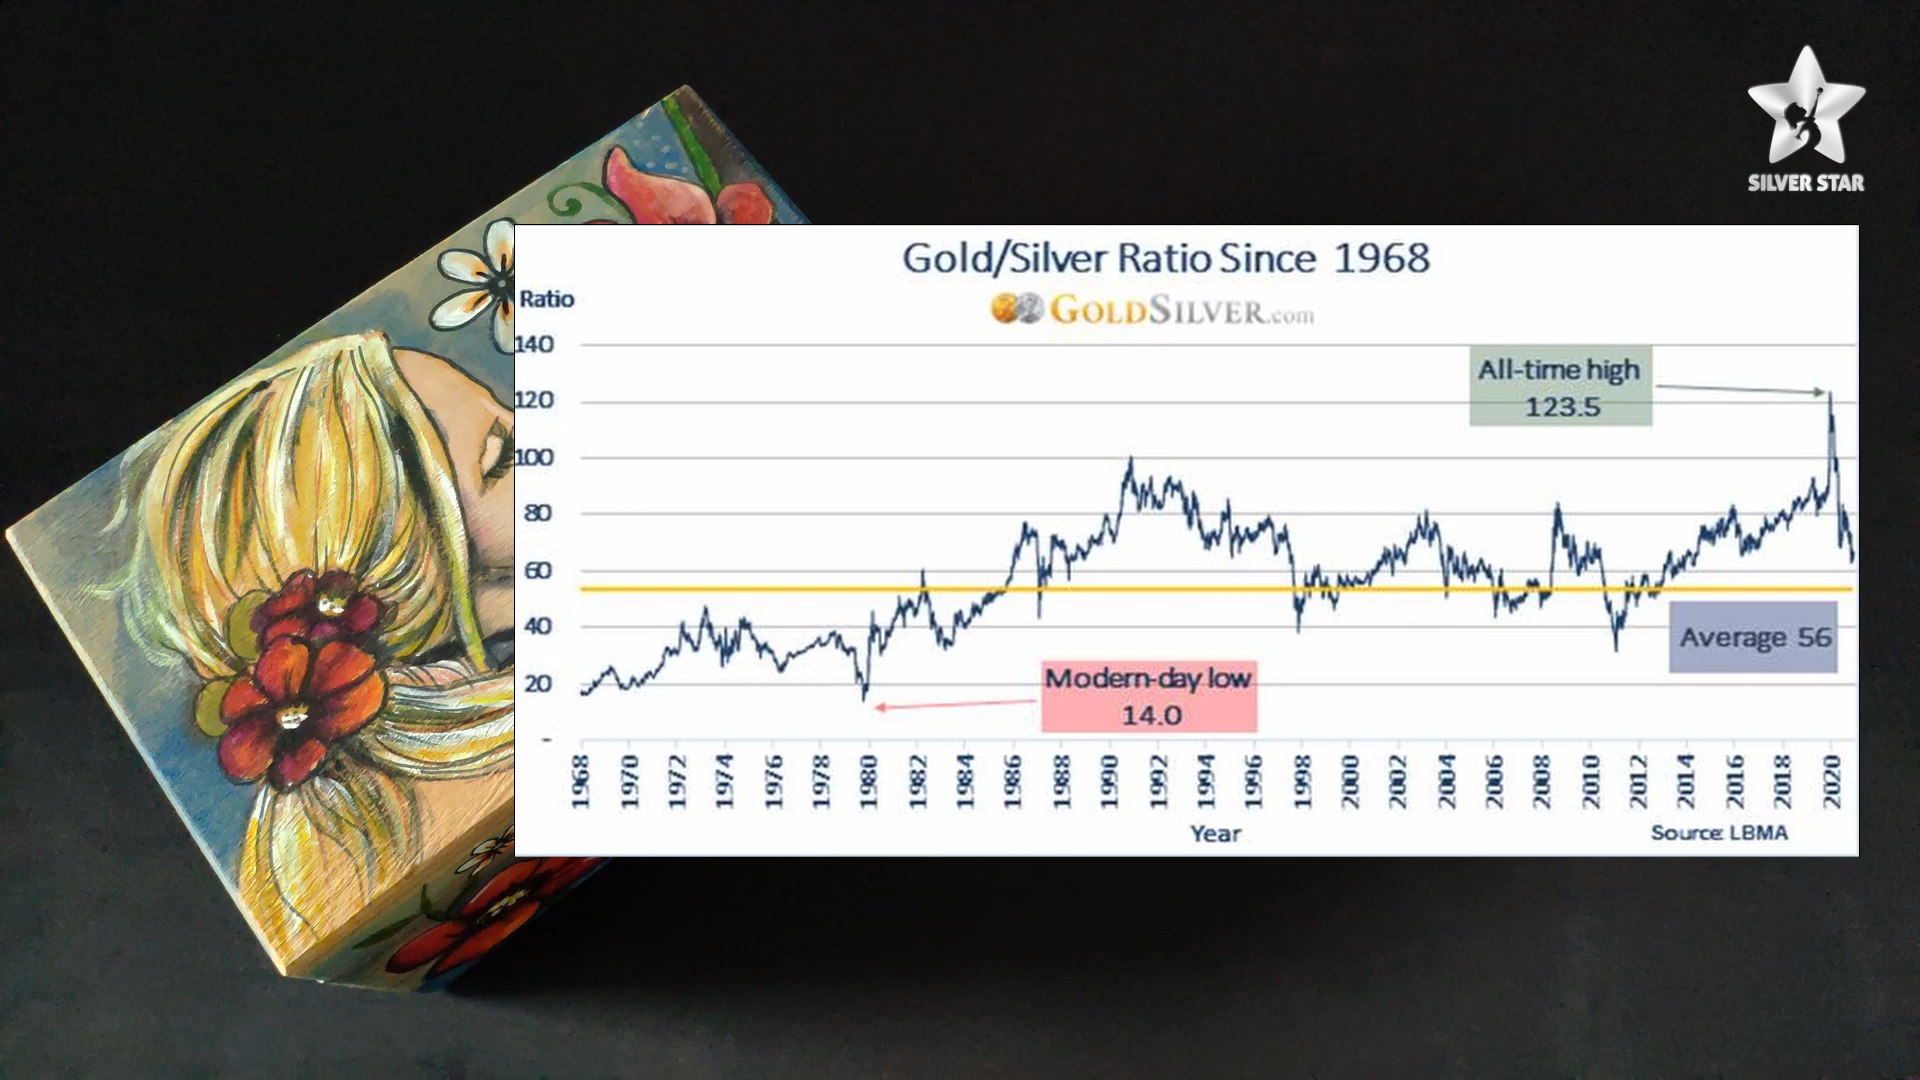 SILVER STAR
Gold/Silver Ratio Since 1968
GOLDSILVER.com
Ratio
140
120
100
80
60
40
20
-
All-time high
123.5
Average 56
Modern-day low
14.0
1968 1970 1972 1974 1976 1978 1980 1982 1984 1986 1988 1990 1992 1994 1996 1998 2000 2002 2004 2006 2008 2010 2012 2014 2016 2018 2020
Year
Source: LBMA